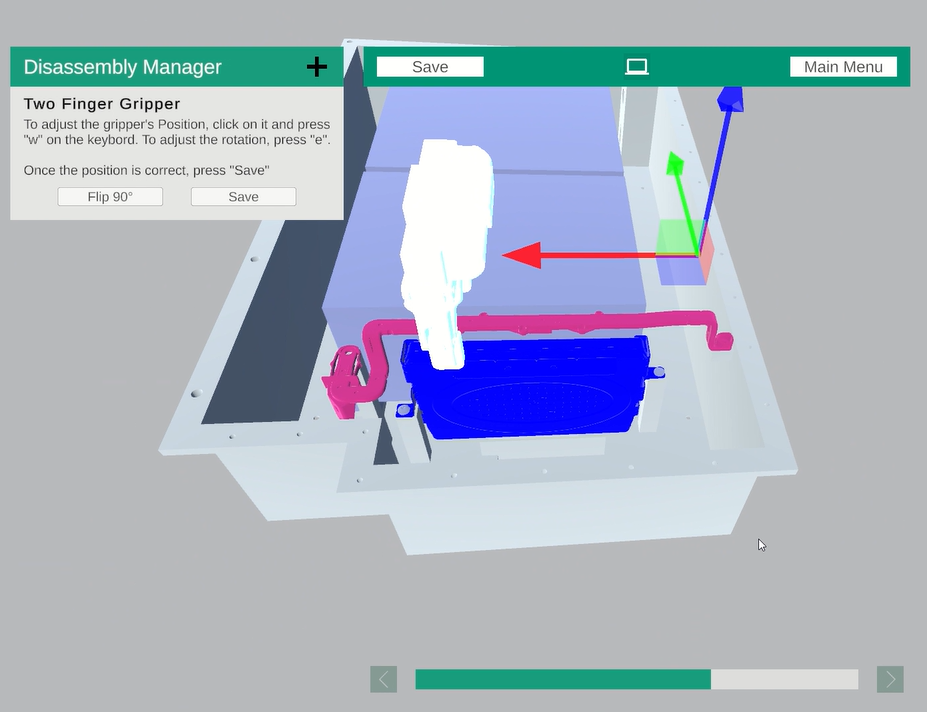 Disassembly Manager
Save
Main Menu
Two Finger Gripper
To adjust the gripper's Position, click on it and press
"w" on the keybord. To adjust the rotation, press "e".
Once the position is correct, press "Save"
Flip 90°
Save